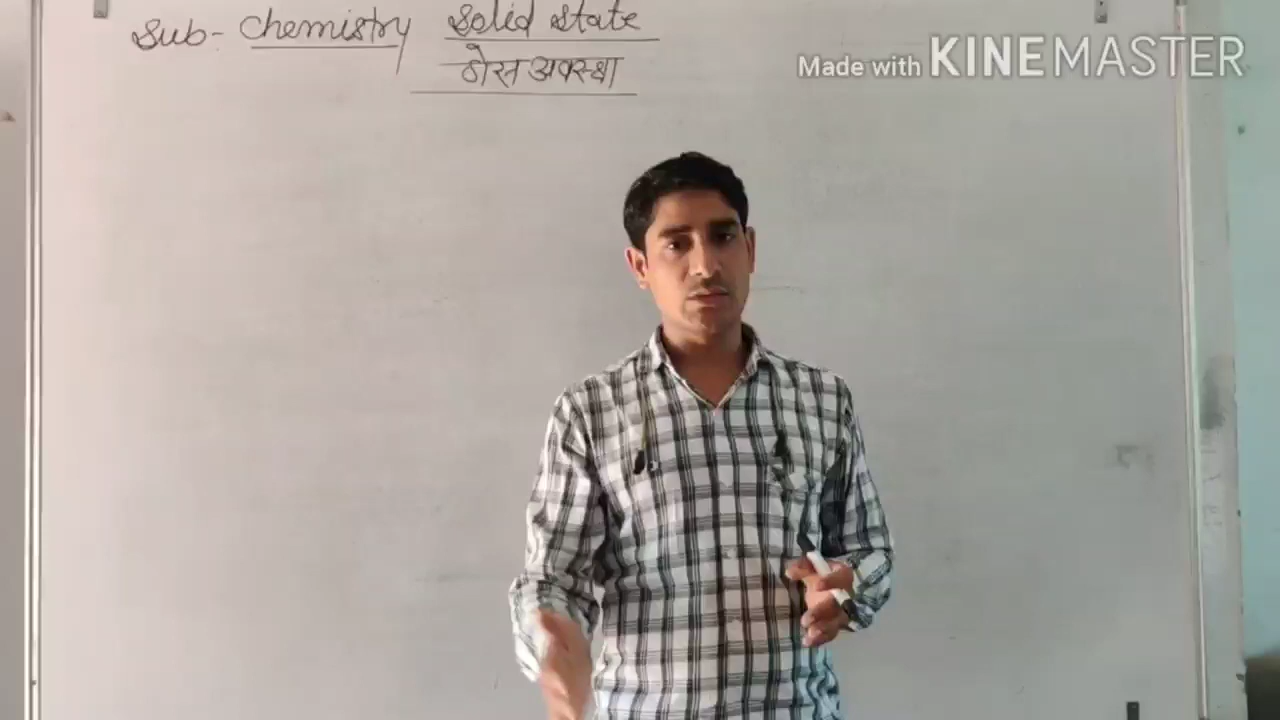 Sub- Chemistry Solid State
ठोस अवस्था
Made with KINEMASTER